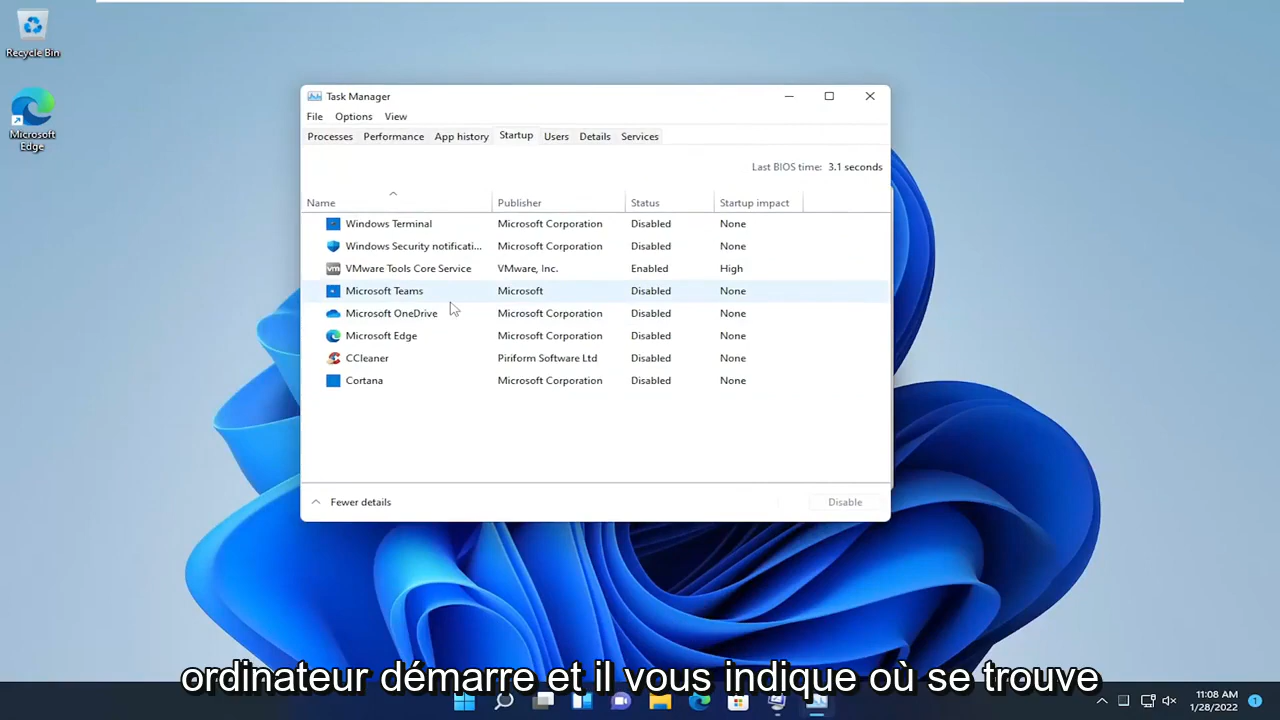 Recycle Bin
Microsoft
Edge
Task Manager
File Options View
Processes Performance App history Startup Users Details Services
Last BIOS time: 3.1 seconds
Name Publisher Status Startup impact
Windows Terminal Microsoft Corporation Disabled None
Windows Security notificati... Microsoft Corporation Disabled None
vm VMware Tools Core Service VMware, Inc. Enabled High
Microsoft Teams Microsoft Disabled None
Microsoft OneDrive Microsoft Corporation Disabled None
Microsoft Edge Microsoft Corporation Disabled None
CCleaner Piriform Software Ltd Disabled None
Cortana Microsoft Corporation Disabled None
Fewer details Disable
ordinateur démarre et il vous indique où se trouve
11:08 AM
1/28/2022
1